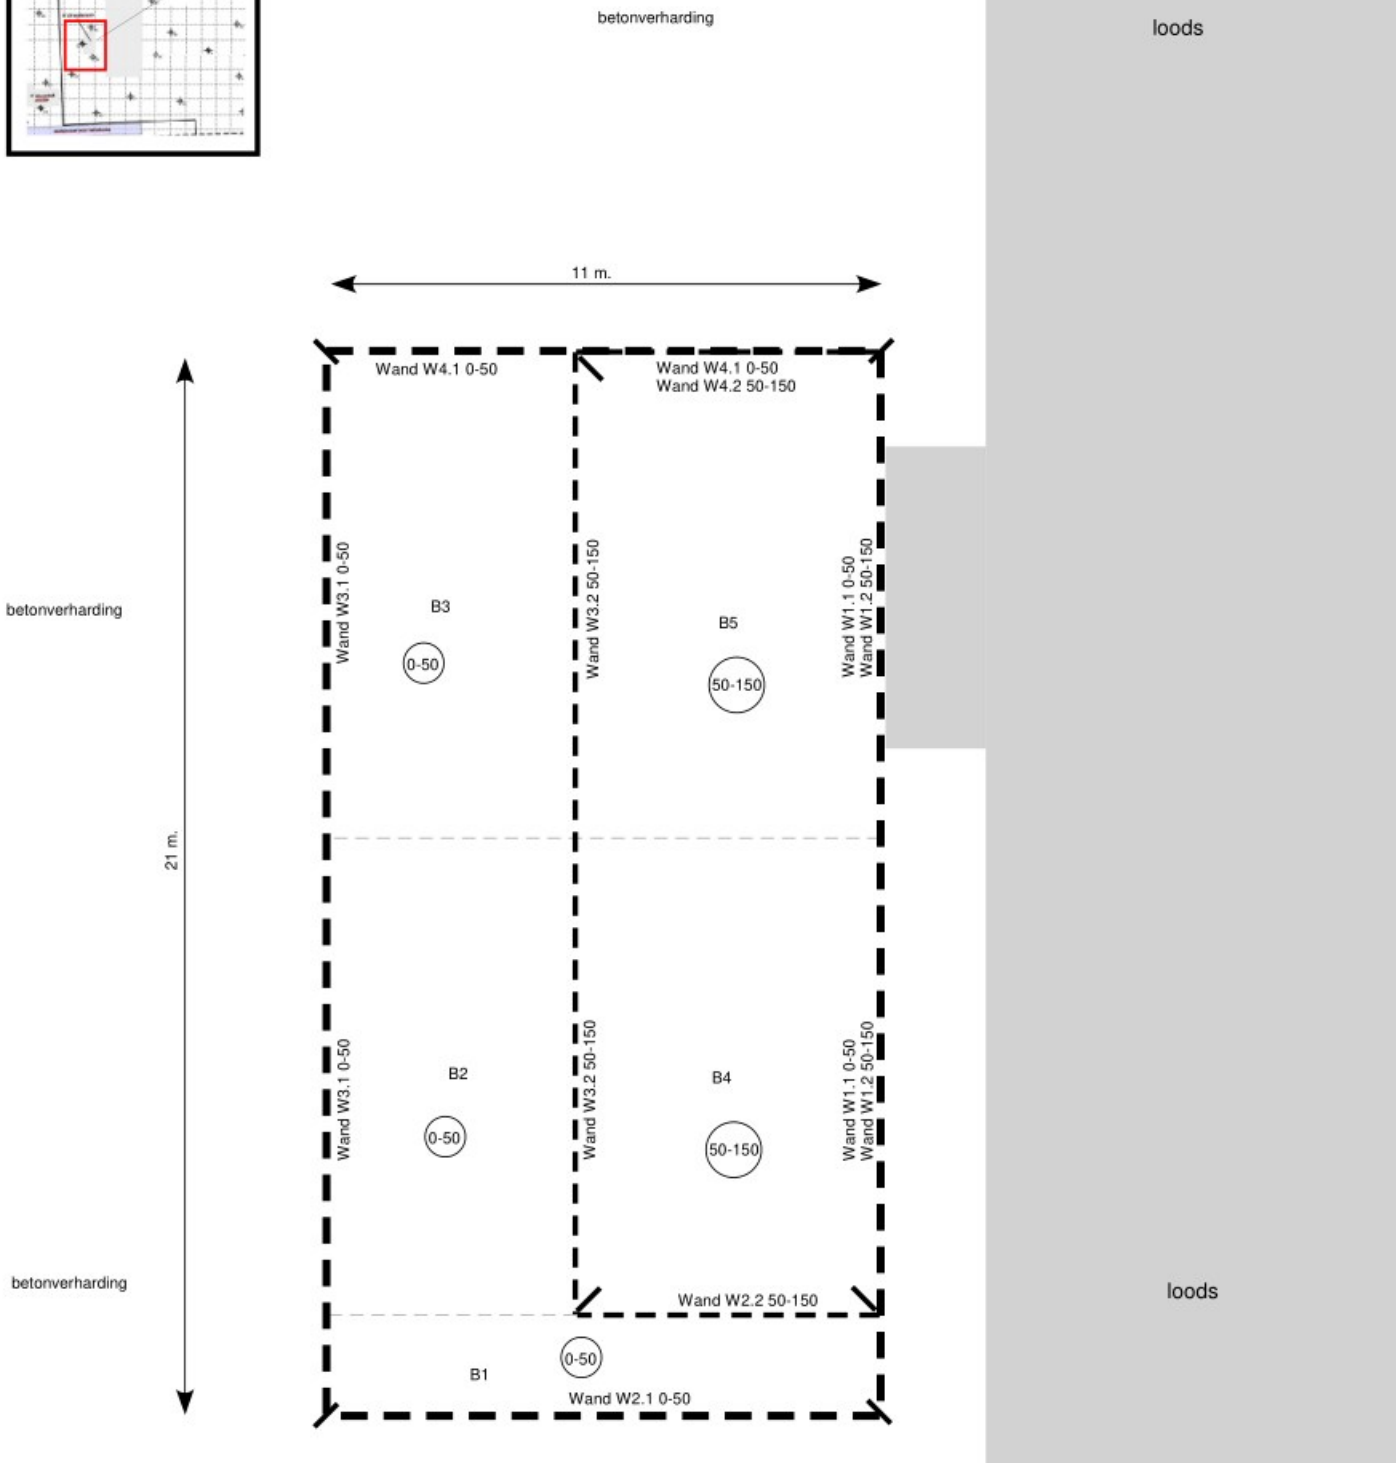 betonverharding
loods
11 m.
Wand W4.1 0-50
Wand W4.1 0-50
Wand W4.2 50-150
Wand W3.1 0-50
Wand W3.2 50-150
Wand W1.1 0-50
Wand W1.2 50-150
betonverharding
B3
B5
0-50
50-150
21 m.
Wand W3.1 0-50
Wand W3.2 50-150
Wand W1.1 0-50
Wand W1.2 50-150
B2
B4
0-50
50-150
betonverharding
Wand W2.2 50-150
loods
0-50
B1
Wand W2.1 0-50